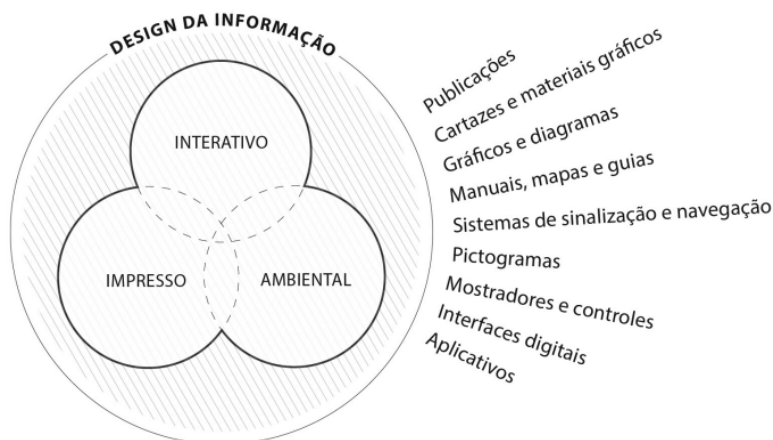 DESIGN DA INFORMAÇÃO
INTERATIVO
IMPRESSO
AMBIENTAL
Publicações
Cartazes e materiais gráficos
Gráficos e diagramas
Manuais, mapas e guias
Sistemas de sinalização e navegação
Pictogramas
Mostradores e controles
Interfaces digitais
Aplicativos